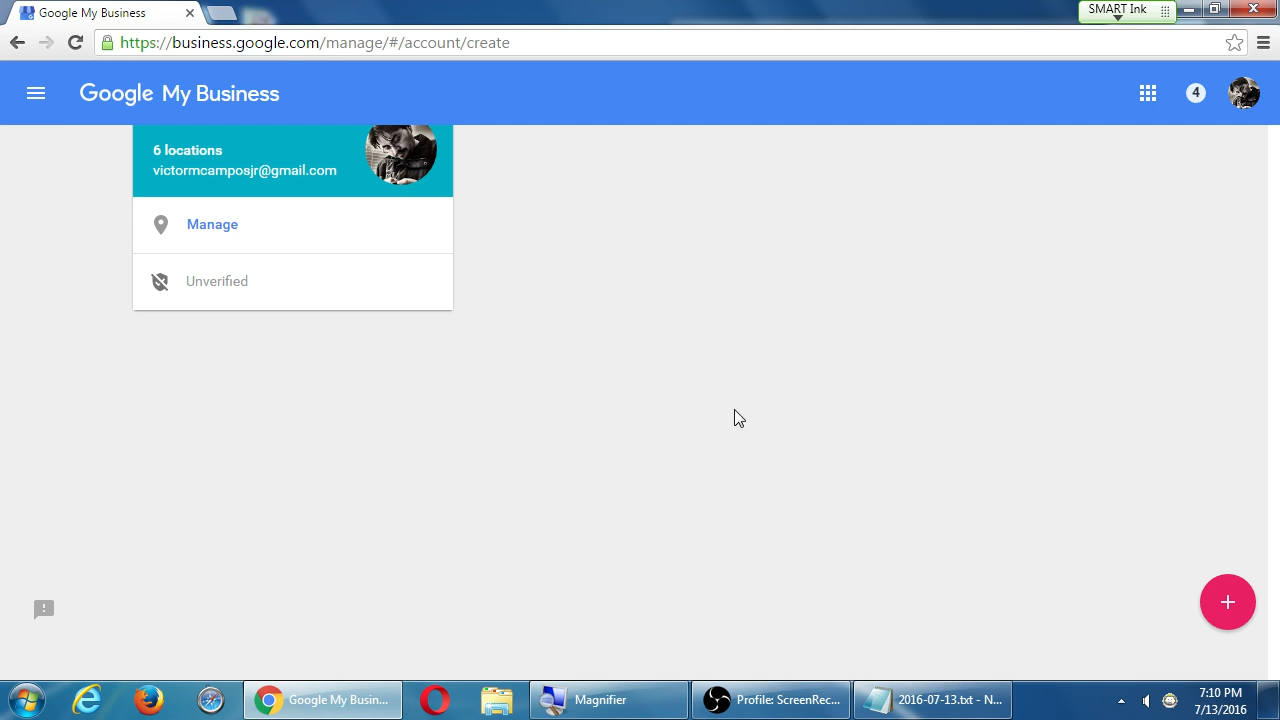 Google My Business
SMART Ink
https://business.google.com/manage/#/account/create
Google My Business
4
6 locations
victormcamposjr@gmail.com
Manage
Unverified
Google My Busin...
Magnifier
Profile: ScreenRec...
2016-07-13.txt - N...
7:10 PM
7/13/2016